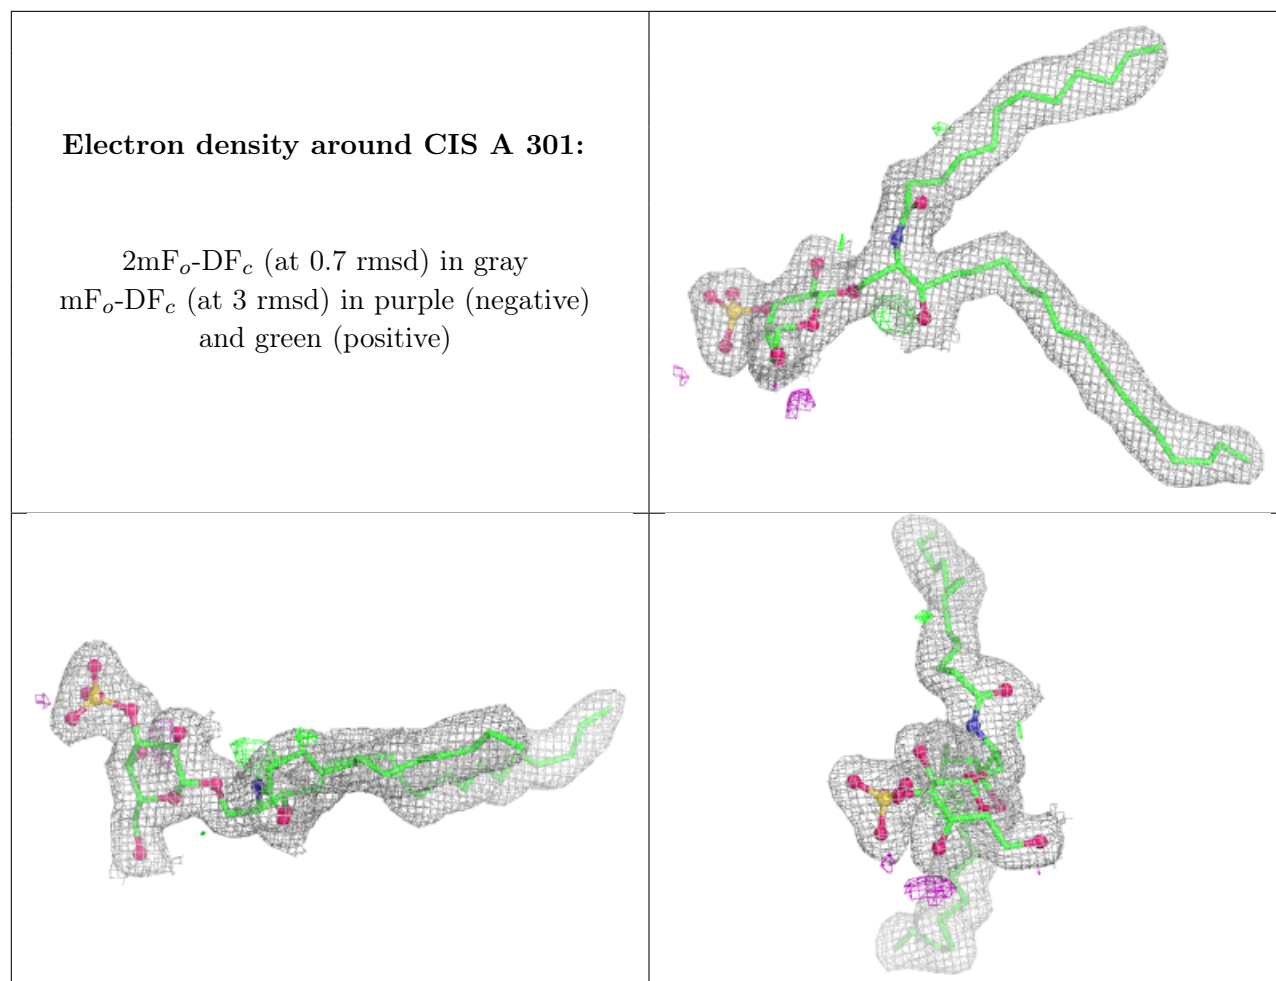 Electron density around CIS A 301:
2mFo-DFc (at 0.7 rmsd) in gray
mFo-DFc (at 3 rmsd) in purple (negative)
and green (positive)